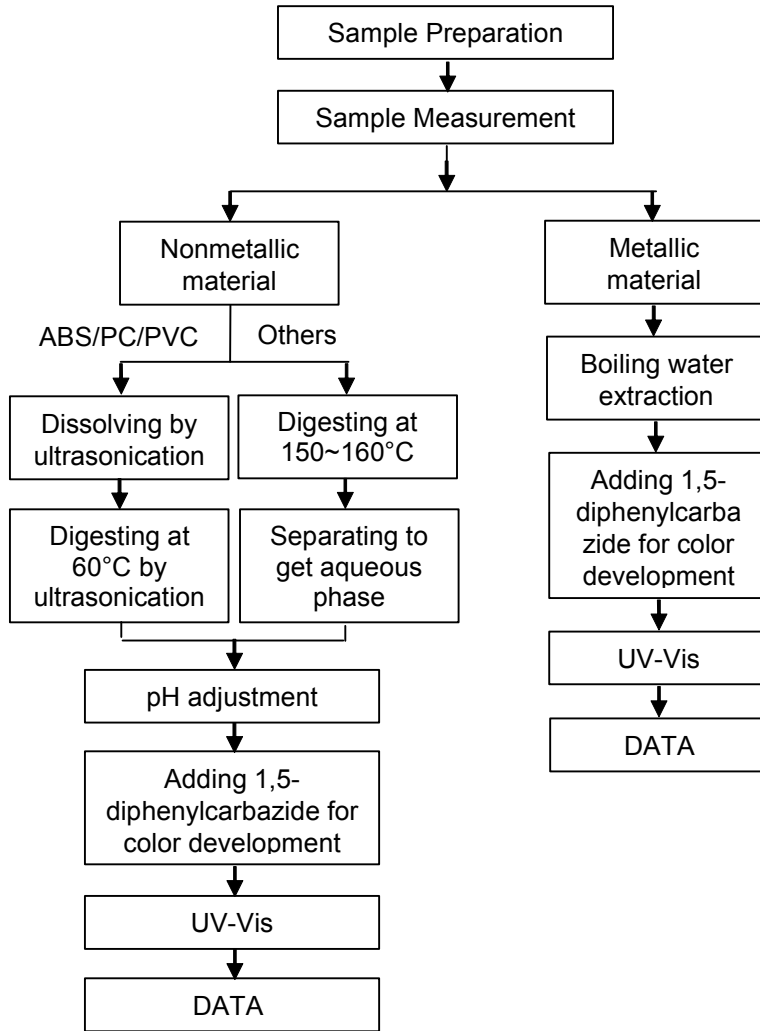 Sample Preparation
Sample Measurement
Nonmetallic
material
Metallic
material
ABS/PC/PVC
Others
Boiling water
extraction
Dissolving by
ultrasonication
Digesting at
150~160°C
Adding 1,5-
diphenylcarba
zide for color
development
Digesting at
60°C by
ultrasonication
Separating to
get aqueous
phase
UV-Vis
pH adjustment
DATA
Adding 1,5-
diphenylcarbazide for
color development
UV-Vis
DATA